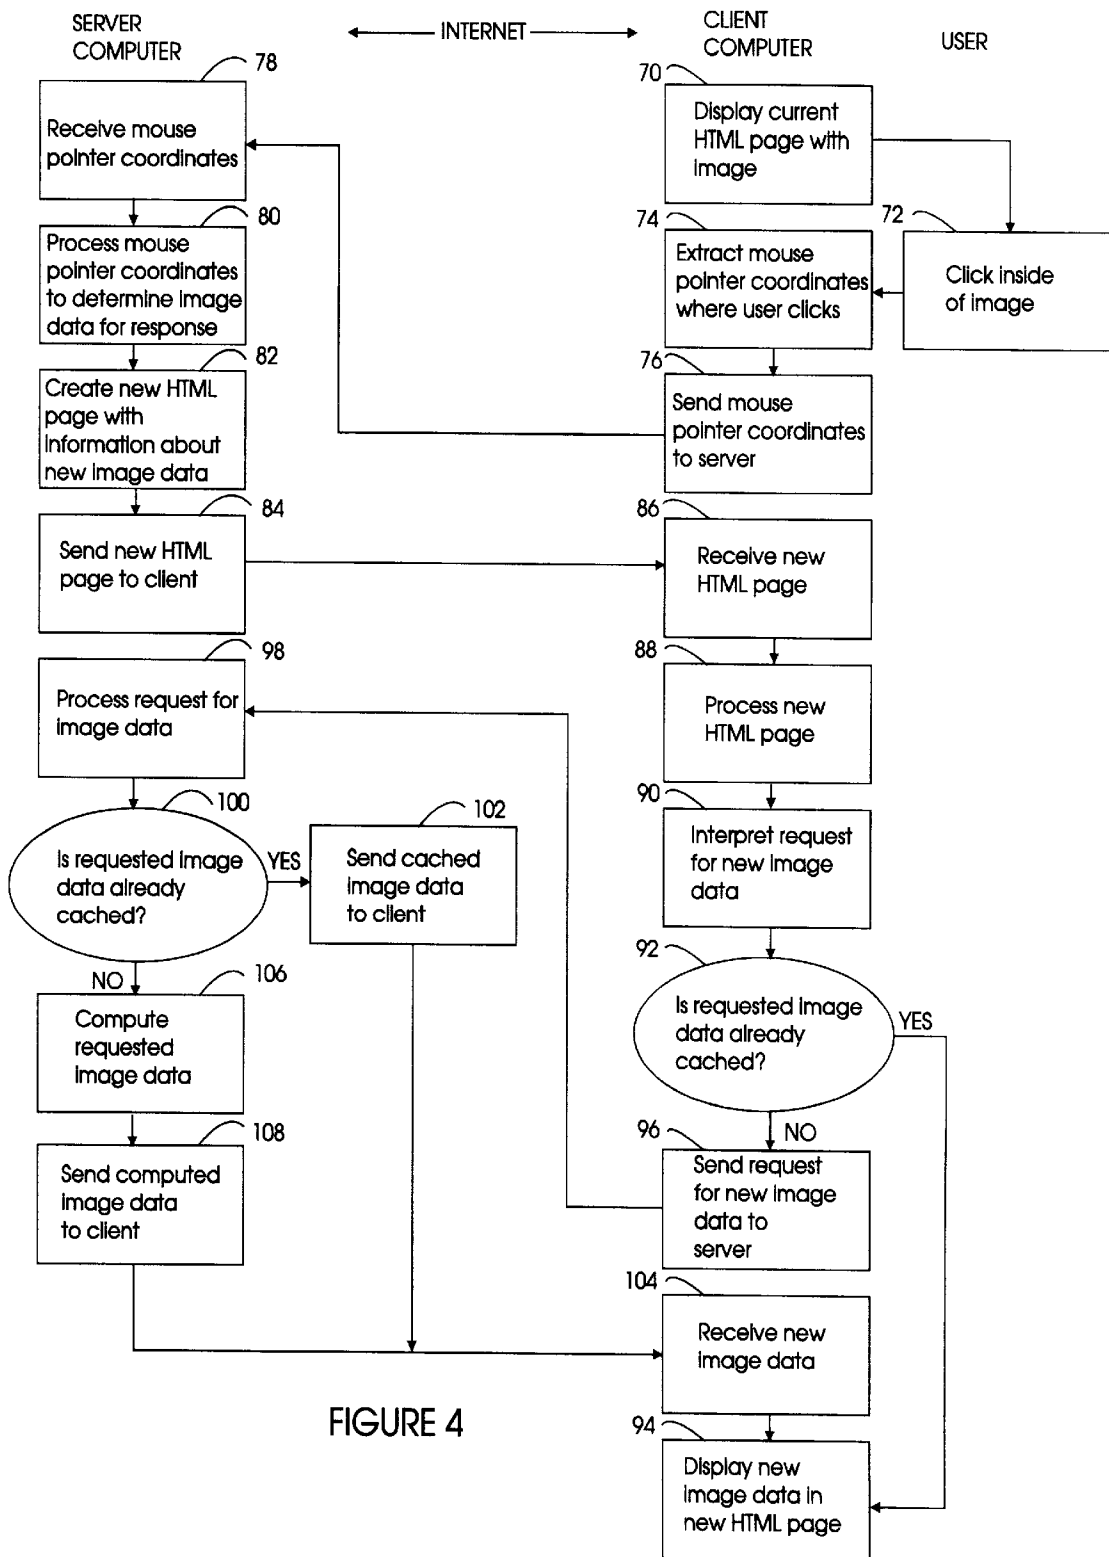 SERVER
COMPUTER
INTERNET
CLIENT
COMPUTER
USER
78
Receive mouse
pointer coordinates
70
Display current
HTML page with
image
80
Process mouse
pointer coordinates
to determine image
data for response
74
Extract mouse
pointer coordinates
where user clicks
72
Click inside
of image
82
Create new HTML
page with
information about
new image data
76
Send mouse
pointer coordinates
to server
84
Send new HTML
page to client
86
Receive new
HTML page
98
Process request for
image data
88
Process new
HTML page
100
Is requested image
data already
cached?
YES
102
Send cached
image data
to client
90
Interpret request
for new image
data
NO
106
Compute
requested
image data
92
Is requested image
data already
cached?
YES
NO
108
Send computed
image data
to client
96
Send request
for new image
data to
server
104
Receive new
image data
94
Display new
image data in
new HTML page
FIGURE 4